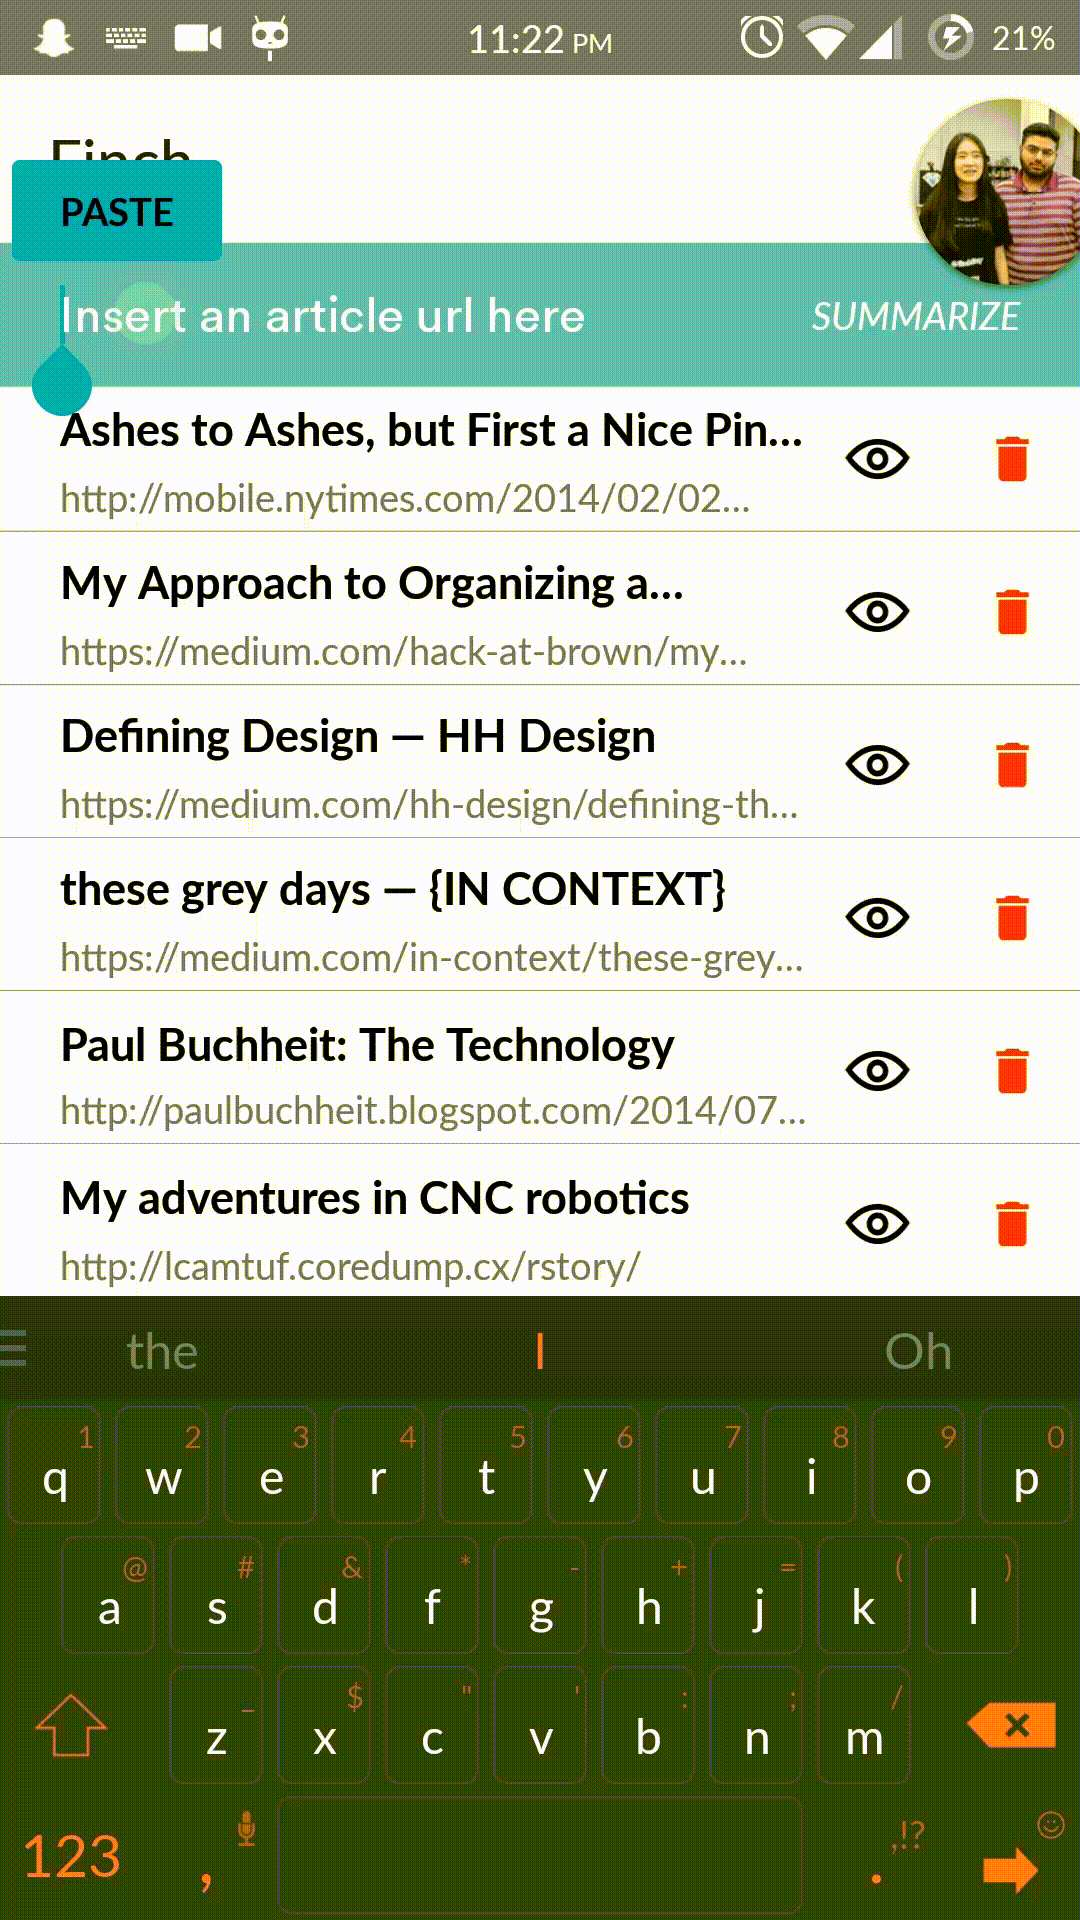 11:22 PM 21%
Finch
PASTE
Insert an article url here SUMMARIZE
Ashes to Ashes, but First a Nice Pin...
http://mobile.nytimes.com/2014/02/02...
My Approach to Organizing a...
https://medium.com/hack-at-brown/my...
Defining Design — HH Design
https://medium.com/hh-design/defining-th...
these grey days — {IN CONTEXT}
https://medium.com/in-context/these-grey...
Paul Buchheit: The Technology
http://paulbuchheit.blogspot.com/2014/07...
My adventures in CNC robotics
http://lcamtuf.coredump.cx/rstory/
the I Oh
1 2 3 4 5 6 7 8 9 0
q w e r t y u i o p
@ # & * - + = ( )
a s d f g h j k l
_ $ " ' : ; /
z x c v b n m
,!?
123 , .